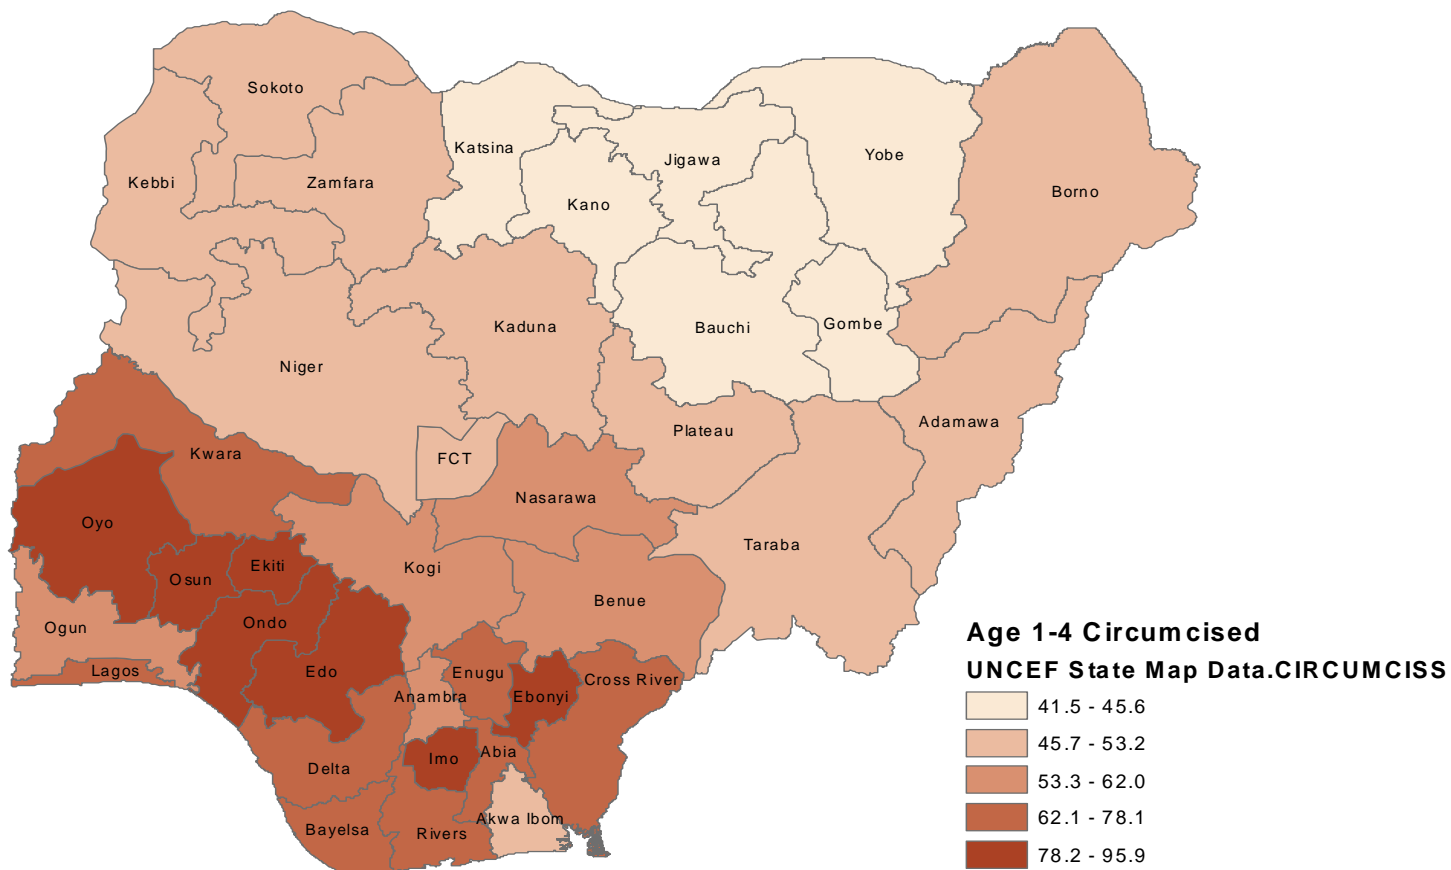 Sokoto
Katsina
Jigawa
Yobe
Kebbi
Zamfara
Kano
Borno
Kaduna
Bauchi
Gombe
Niger
Adamawa
Plateau
Kwara
FCT
Nasarawa
Oyo
Taraba
Osun
Ekiti
Kogi
Benue
Ogun
Ondo
Lagos
Edo
Enugu
Cross River
Anambra
Ebonyi
Delta
Imo
Abia
Bayelsa
Rivers
Akwa Ibom
Age 1-4 Circumcised
UNCEF State Map Data.CIRCUMCISS
41.5 - 45.6
45.7 - 53.2
53.3 - 62.0
62.1 - 78.1
78.2 - 95.9